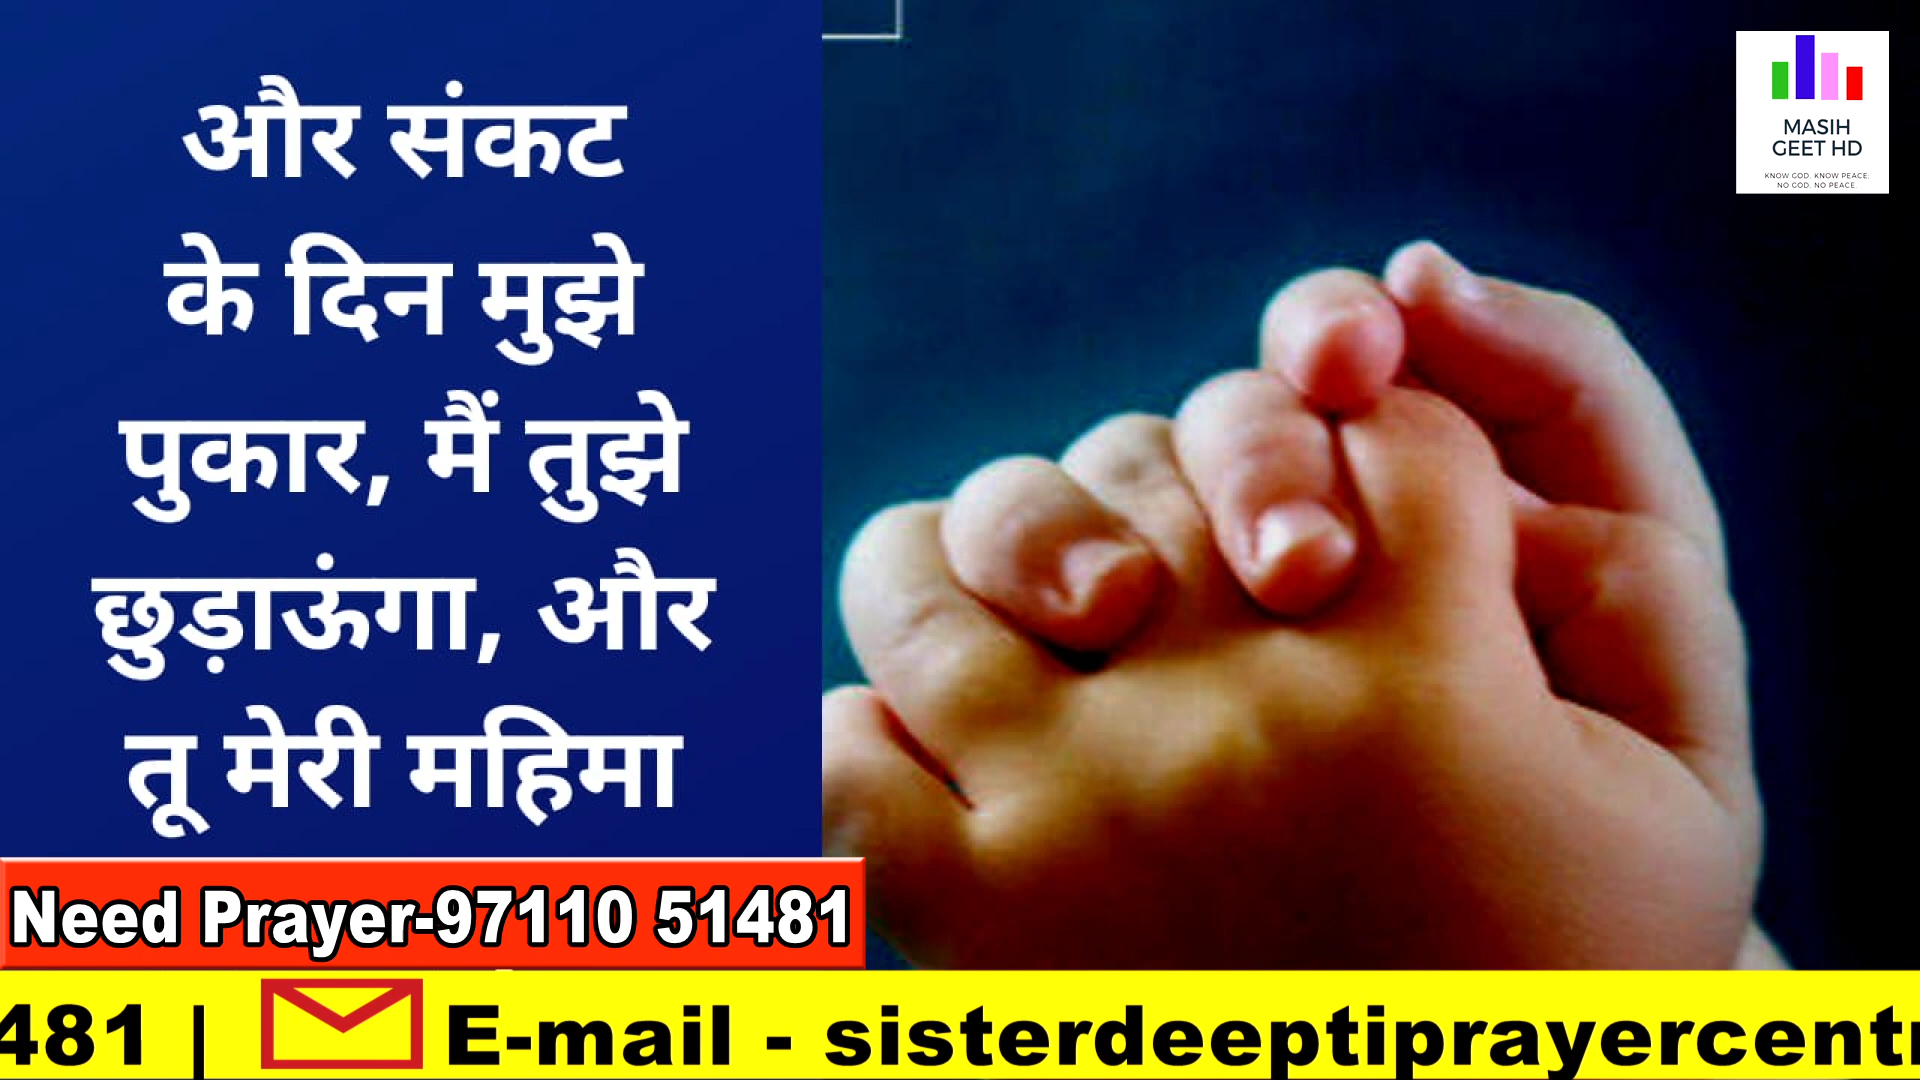 और संकट
के दिन मुझे
पुकार, मैं तुझे
छुड़ाऊंगा, और
तू मेरी महिमा
MASIH
GEET HD
KNOW GOD. KNOW PEACE.
NO GOD. NO PEACE.
Need Prayer-97110 51481
481 | E-mail - sisterdeeptiprayercent